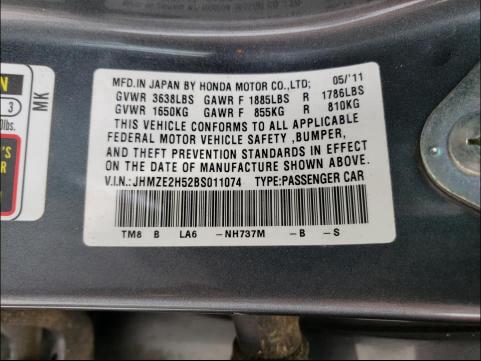 MFD.IN JAPAN BY HONDA MOTOR CO.,LTD. 05/'11
GVWR 3638LBS GAWR F 1885LBS R 1786LBS
GVWR 1650KG GAWR F 855KG R 810KG
THIS VEHICLE CONFORMS TO ALL APPLICABLE
FEDERAL MOTOR VEHICLE SAFETY ,BUMPER,
AND THEFT PREVENTION STANDARDS IN EFFECT
ON THE DATE OF MANUFACTURE SHOWN ABOVE.
V.I.N.: JHMZE2H52BS011074 TYPE:PASSENGER CAR
TM8 B LA6 -NH737M -B -S
MK
3